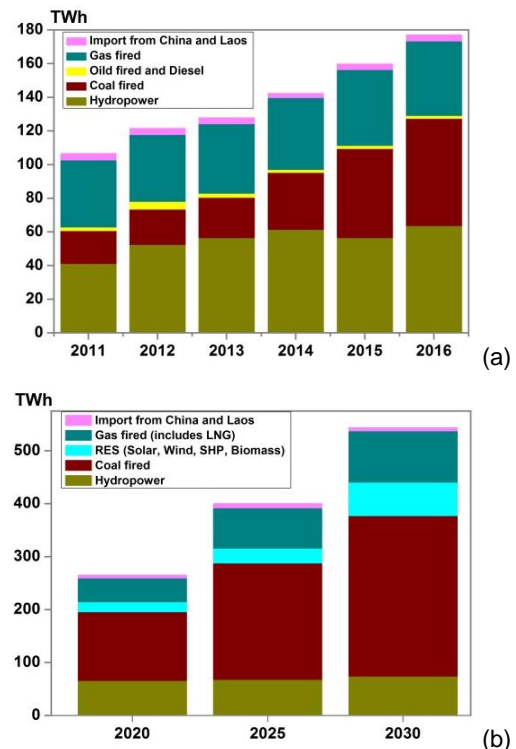 TWh
180
160
140
120
100
80
60
40
20
0
Import from China and Laos
Gas fired
Oild fired and Diesel
Coal fired
Hydropower
2011 2012 2013 2014 2015 2016
(a)
TWh
500
400
300
200
100
0
Import from China and Laos
Gas fired (includes LNG)
RES (Solar, Wind, SHP, Biomass)
Coal fired
Hydropower
2020 2025 2030
(b)